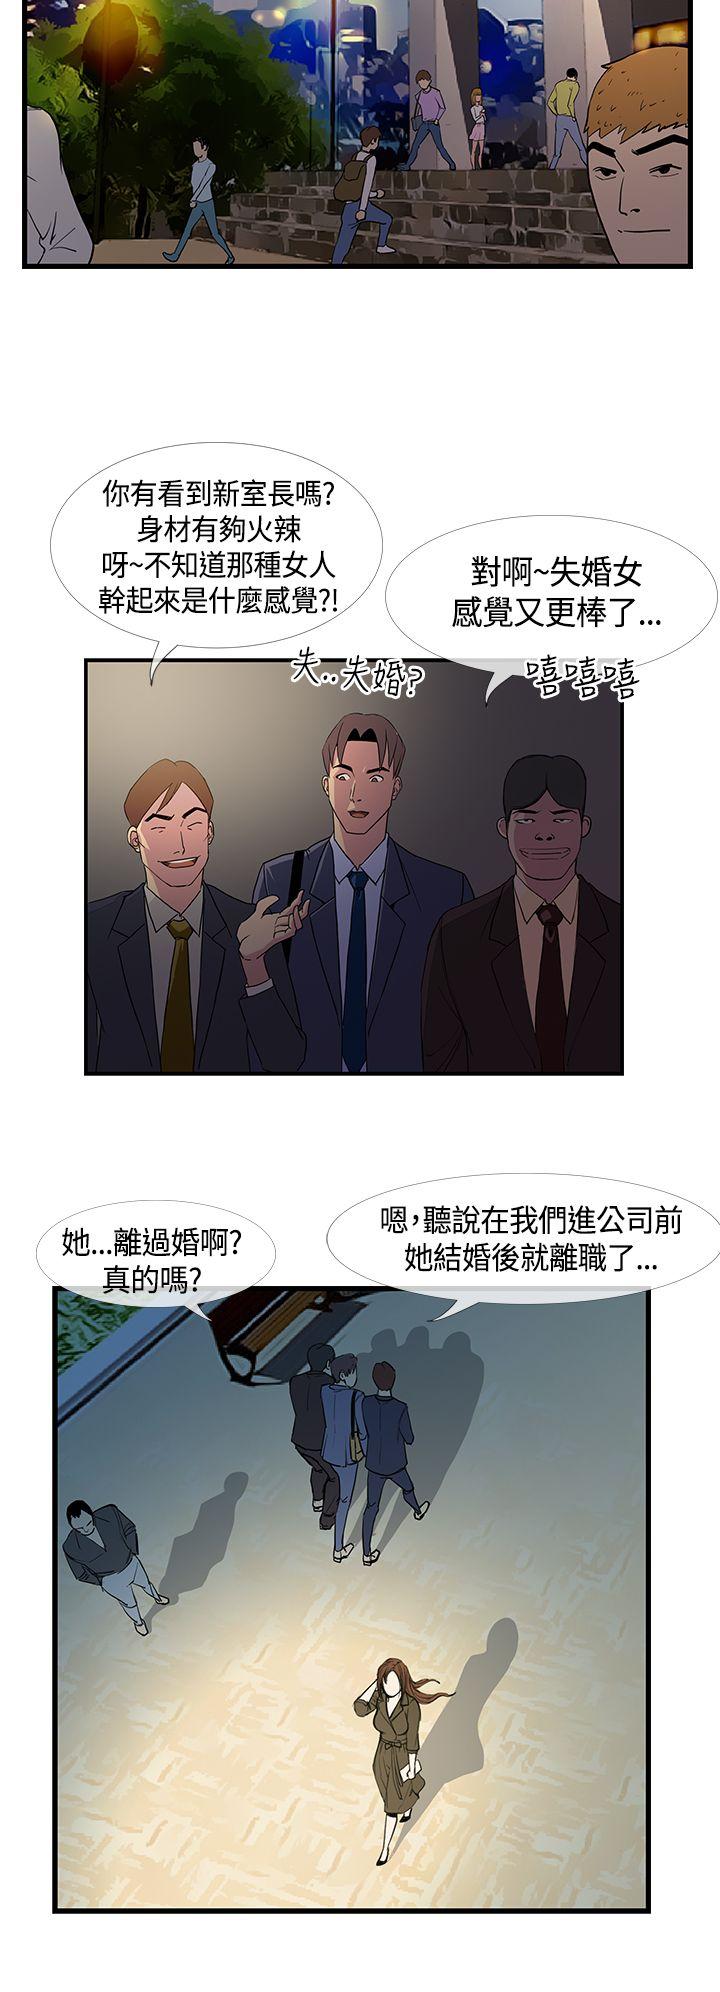 你有看到新室長嗎?
身材有夠火辣
呀~不知道那種女人
幹起來是什麼感覺?!
對啊~失婚女
感覺又更棒了...
失..失婚?
嘻嘻嘻
她...離過婚啊?
真的嗎?
嗯,聽說在我們進公司前
她結婚後就離職了...